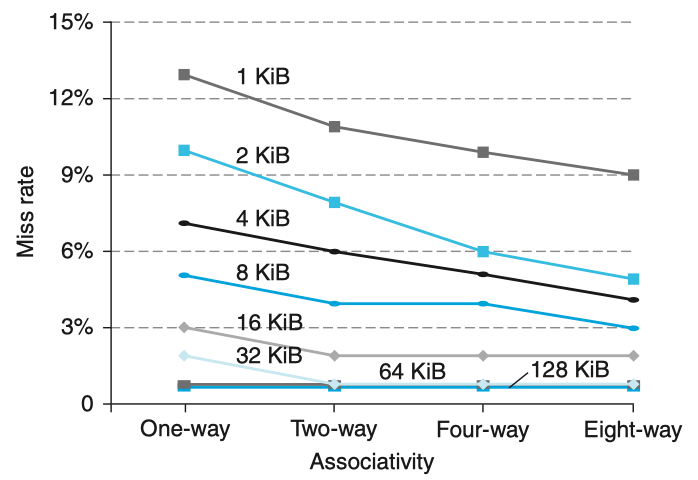 15%
1 KiB
12%
2 KiB
9%
Miss rate
4 KiB
6%
8 KiB
16 KiB
3%
32 KiB
64 KiB
128 KiB
0
One-way Two-way Four-way Eight-way
Associativity